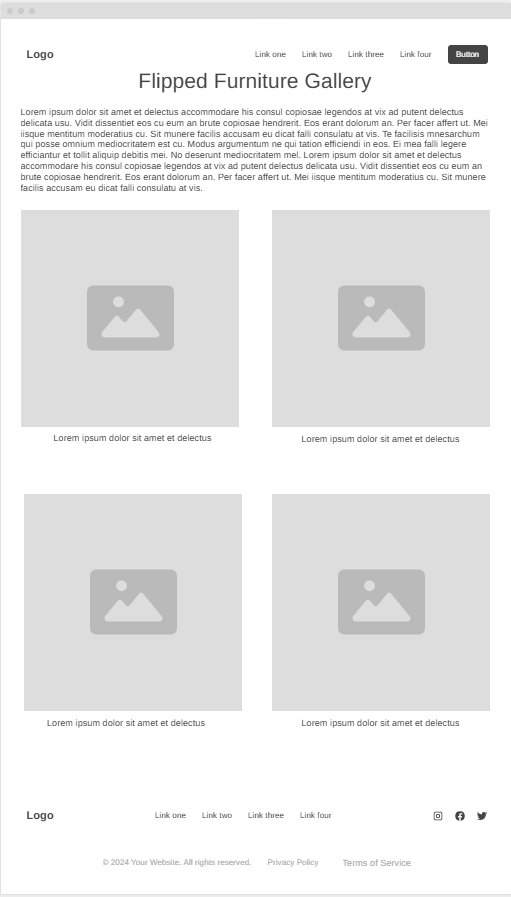 Logo Link one Link two Link three Link four Button
Flipped Furniture Gallery
Lorem ipsum dolor sit amet et delectus accommodare his consul copiosae legendos at vix ad putent delectus
delicata usu. Vidit dissentiet eos cu eum an brute copiosae hendrerit. Eos erant dolorum an. Per facer affert ut. Mei
iisque mentitum moderatius cu. Sit munere facilis accusam eu dicat falli consulatu at vis. Te facilisis mnesarchum
qui posse omnium mediocritatem est cu. Modus argumentum ne qui tation efficiendi in eos. Ei mea falli legere
efficiantur et tollit aliquip debitis mei. No deserunt mediocritatem mel. Lorem ipsum dolor sit amet et delectus
accommodare his consul copiosae legendos at vix ad putent delectus delicata usu. Vidit dissentiet eos cu eum an
brute copiosae hendrerit. Eos erant dolorum an. Per facer affert ut. Mei iisque mentitum moderatius cu. Sit munere
facilis accusam eu dicat falli consulatu at vis.
Lorem ipsum dolor sit amet et delectus
Lorem ipsum dolor sit amet et delectus
Lorem ipsum dolor sit amet et delectus
Lorem ipsum dolor sit amet et delectus
Logo Link one Link two Link three Link four
© 2024 Your Website. All rights reserved. Privacy Policy Terms of Service